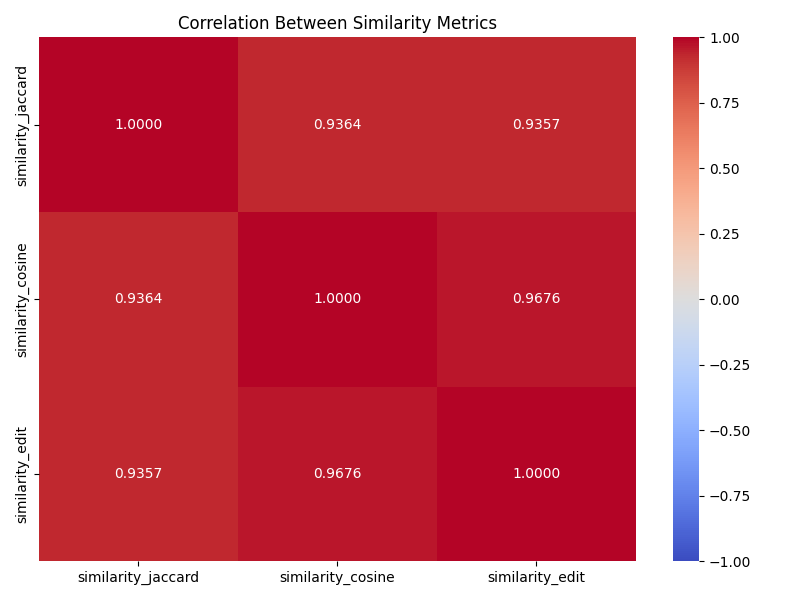 Correlation Between Similarity Metrics
similarity_jaccard
1.0000
0.9364
0.9357
similarity_cosine
0.9364
1.0000
0.9676
similarity_edit
0.9357
0.9676
1.0000
similarity_jaccard
similarity_cosine
similarity_edit
1.00
0.75
0.50
0.25
0.00
−0.25
−0.50
−0.75
−1.00